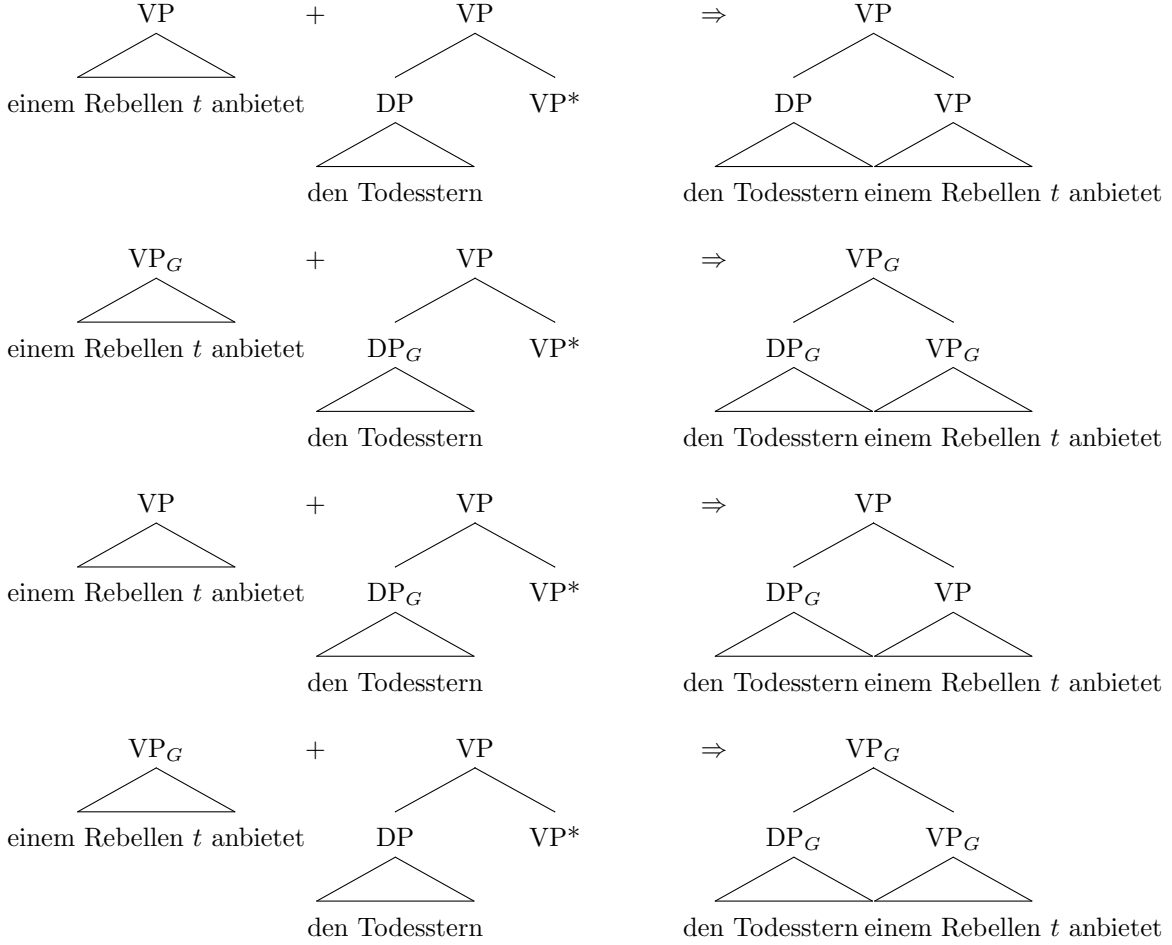 VP + VP ⇒ VP
einem Rebellen t anbietet DP VP* DP VP
den Todesstern den Todesstern einem Rebellen t anbietet
VP_G + VP ⇒ VP_G
einem Rebellen t anbietet DP_G VP* DP_G VP_G
den Todesstern den Todesstern einem Rebellen t anbietet
VP + VP ⇒ VP
einem Rebellen t anbietet DP_G VP* DP_G VP
den Todesstern den Todesstern einem Rebellen t anbietet
VP_G + VP ⇒ VP_G
einem Rebellen t anbietet DP VP* DP_G VP_G
den Todesstern den Todesstern einem Rebellen t anbietet